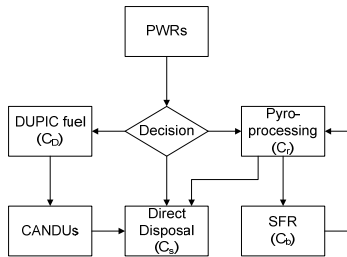 PWRs
DUPIC fuel
(C_D)
Decision
Pyro-
processing
(C_r)
CANDUs
Direct
Disposal
(C_s)
SFR
(C_b)